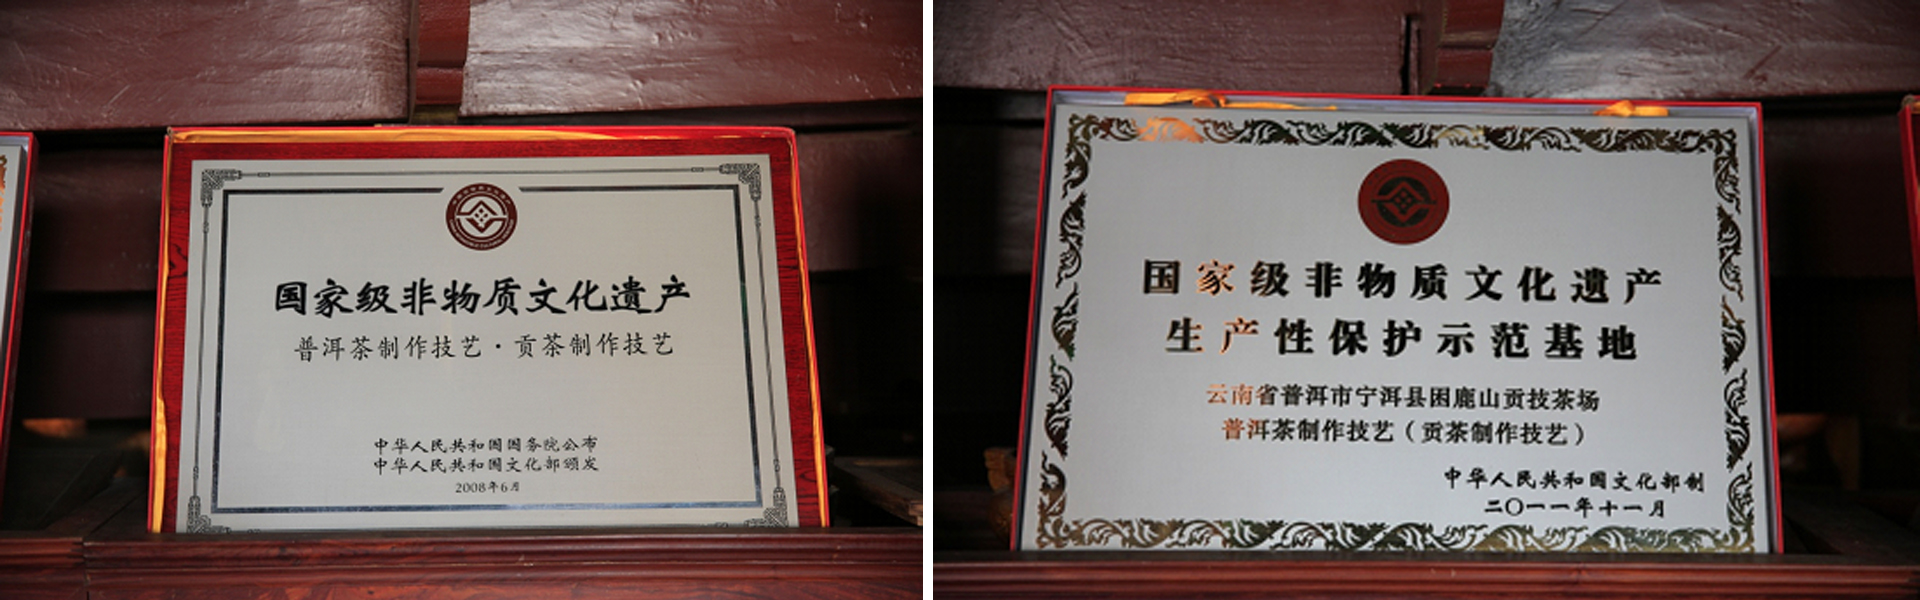 国家级非物质文化遗产
普洱茶制作技艺·贡茶制作技艺
中华人民共和国国务院公布
中华人民共和国文化部颁发
2008年6月
国家级非物质文化遗产
生产性保护示范基地
云南省普洱市宁洱县困鹿山贡技茶场
普洱茶制作技艺（贡茶制作技艺）
中华人民共和国文化部制
二〇一一年十一月